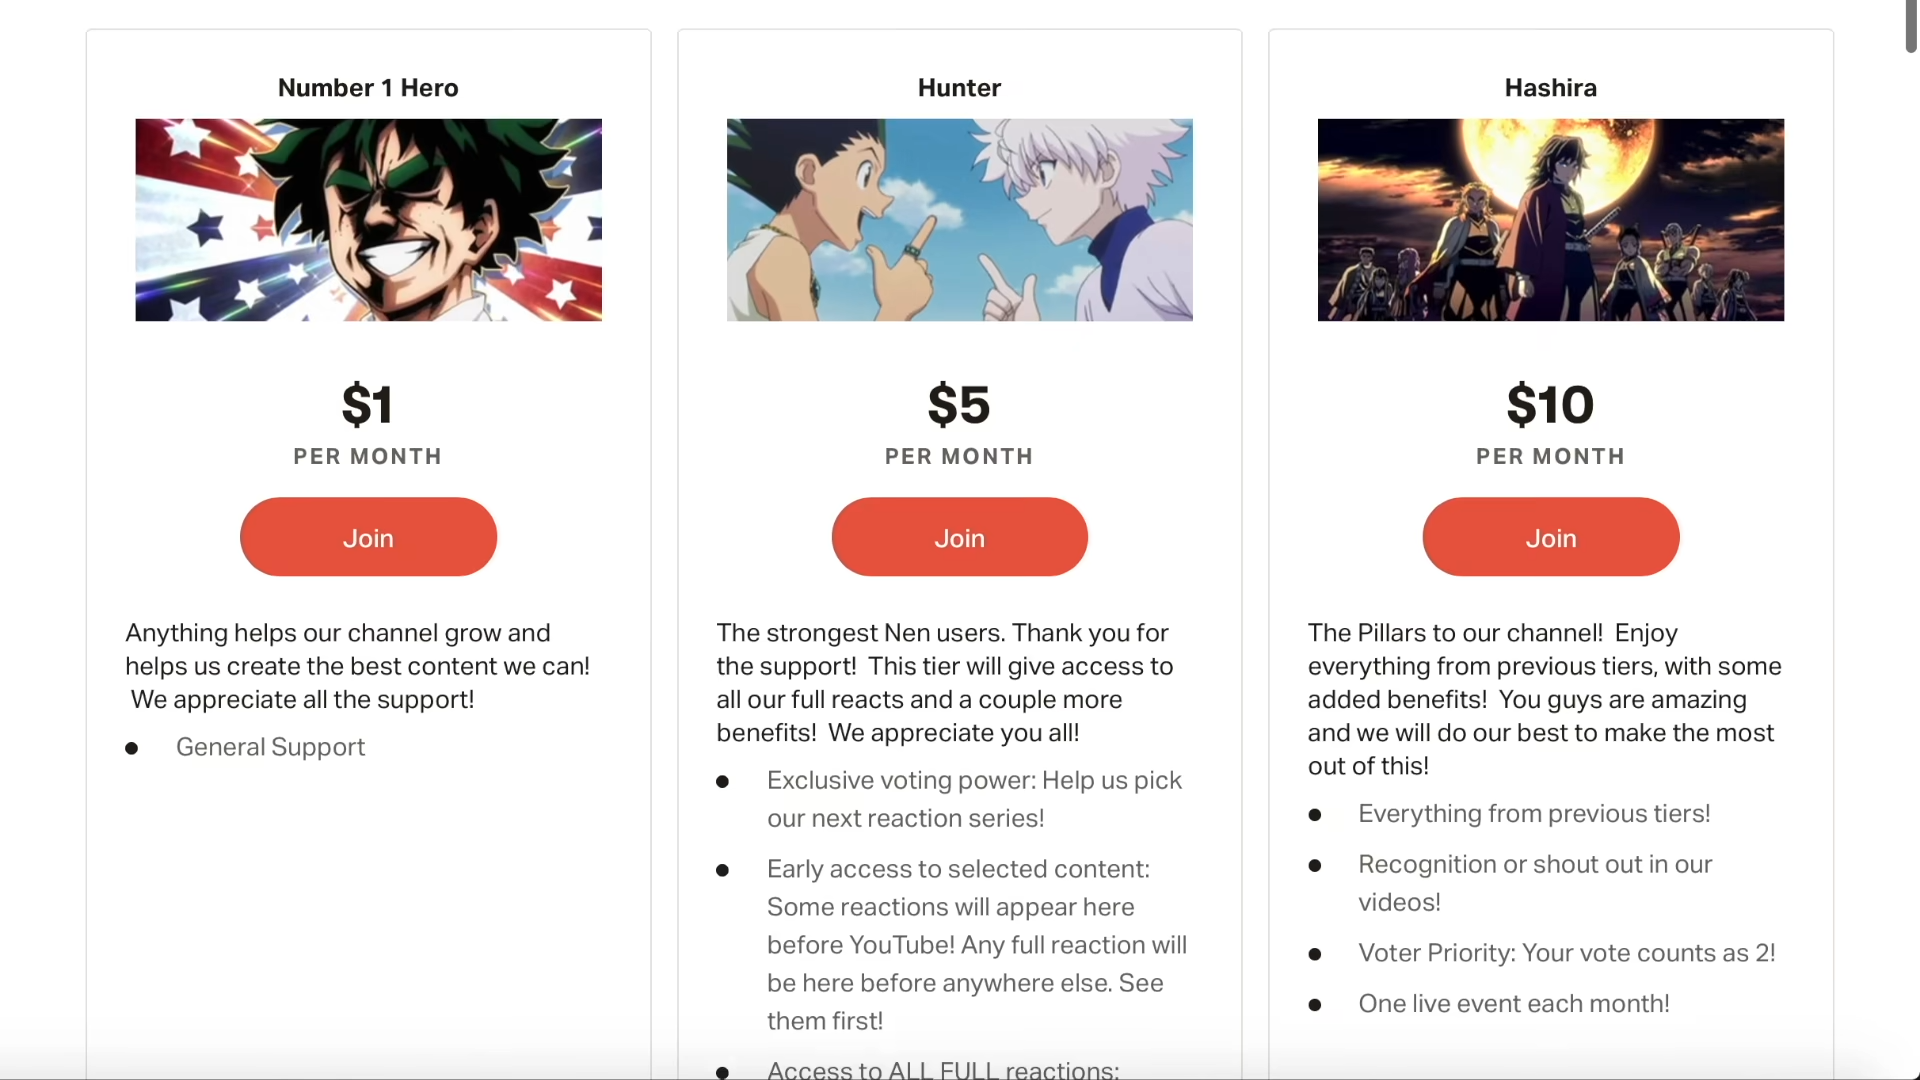 Number 1 Hero
$1
PER MONTH
Join
Anything helps our channel grow and
helps us create the best content we can!
We appreciate all the support!
● General Support
Hunter
$5
PER MONTH
Join
The strongest Nen users. Thank you for
the support!  This tier will give access to
all our full reacts and a couple more
benefits!  We appreciate you all!
● Exclusive voting power: Help us pick
our next reaction series!
● Early access to selected content:
Some reactions will appear here
before YouTube! Any full reaction will
be here before anywhere else. See
them first!
● Access to ALL FULL reactions:
Hashira
$10
PER MONTH
Join
The Pillars to our channel!  Enjoy
everything from previous tiers, with some
added benefits!  You guys are amazing
and we will do our best to make the most
out of this!
● Everything from previous tiers!
● Recognition or shout out in our
videos!
● Voter Priority: Your vote counts as 2!
● One live event each month!